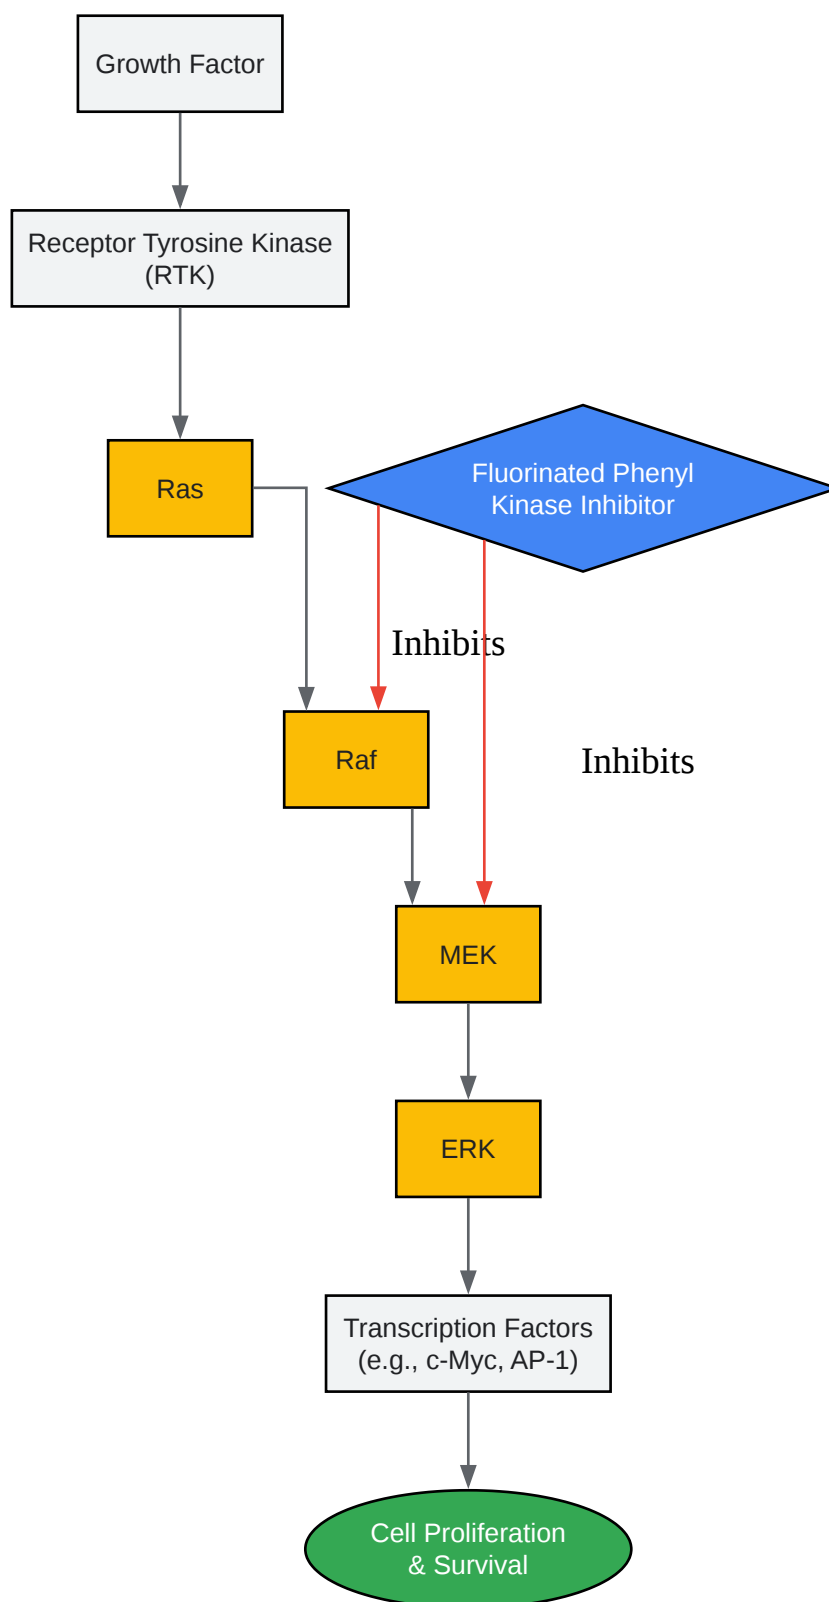 Growth Factor
Receptor Tyrosine Kinase
(RTK)
Ras
Fluorinated Phenyl
Kinase Inhibitor
Inhibits
Raf
Inhibits
MEK
ERK
Transcription Factors
(e.g., c-Myc, AP-1)
Cell Proliferation
& Survival